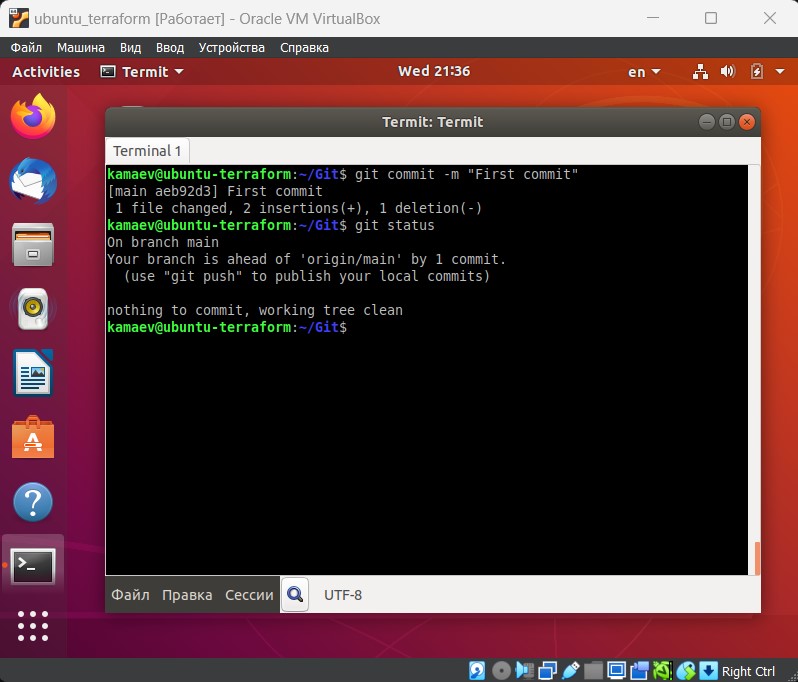 ubuntu_terraform [Работает] - Oracle VM VirtualBox
Файл Машина Вид Ввод Устройства Справка
Activities Termit Wed 21:36 en
Termit: Termit
Terminal 1
kamaev@ubuntu-terraform:~/Git$ git commit -m "First commit"
[main aeb92d3] First commit
 1 file changed, 2 insertions(+), 1 deletion(-)
kamaev@ubuntu-terraform:~/Git$ git status
On branch main
Your branch is ahead of 'origin/main' by 1 commit.
  (use "git push" to publish your local commits)
nothing to commit, working tree clean
kamaev@ubuntu-terraform:~/Git$
Файл Правка Сессии UTF-8
Right Ctrl